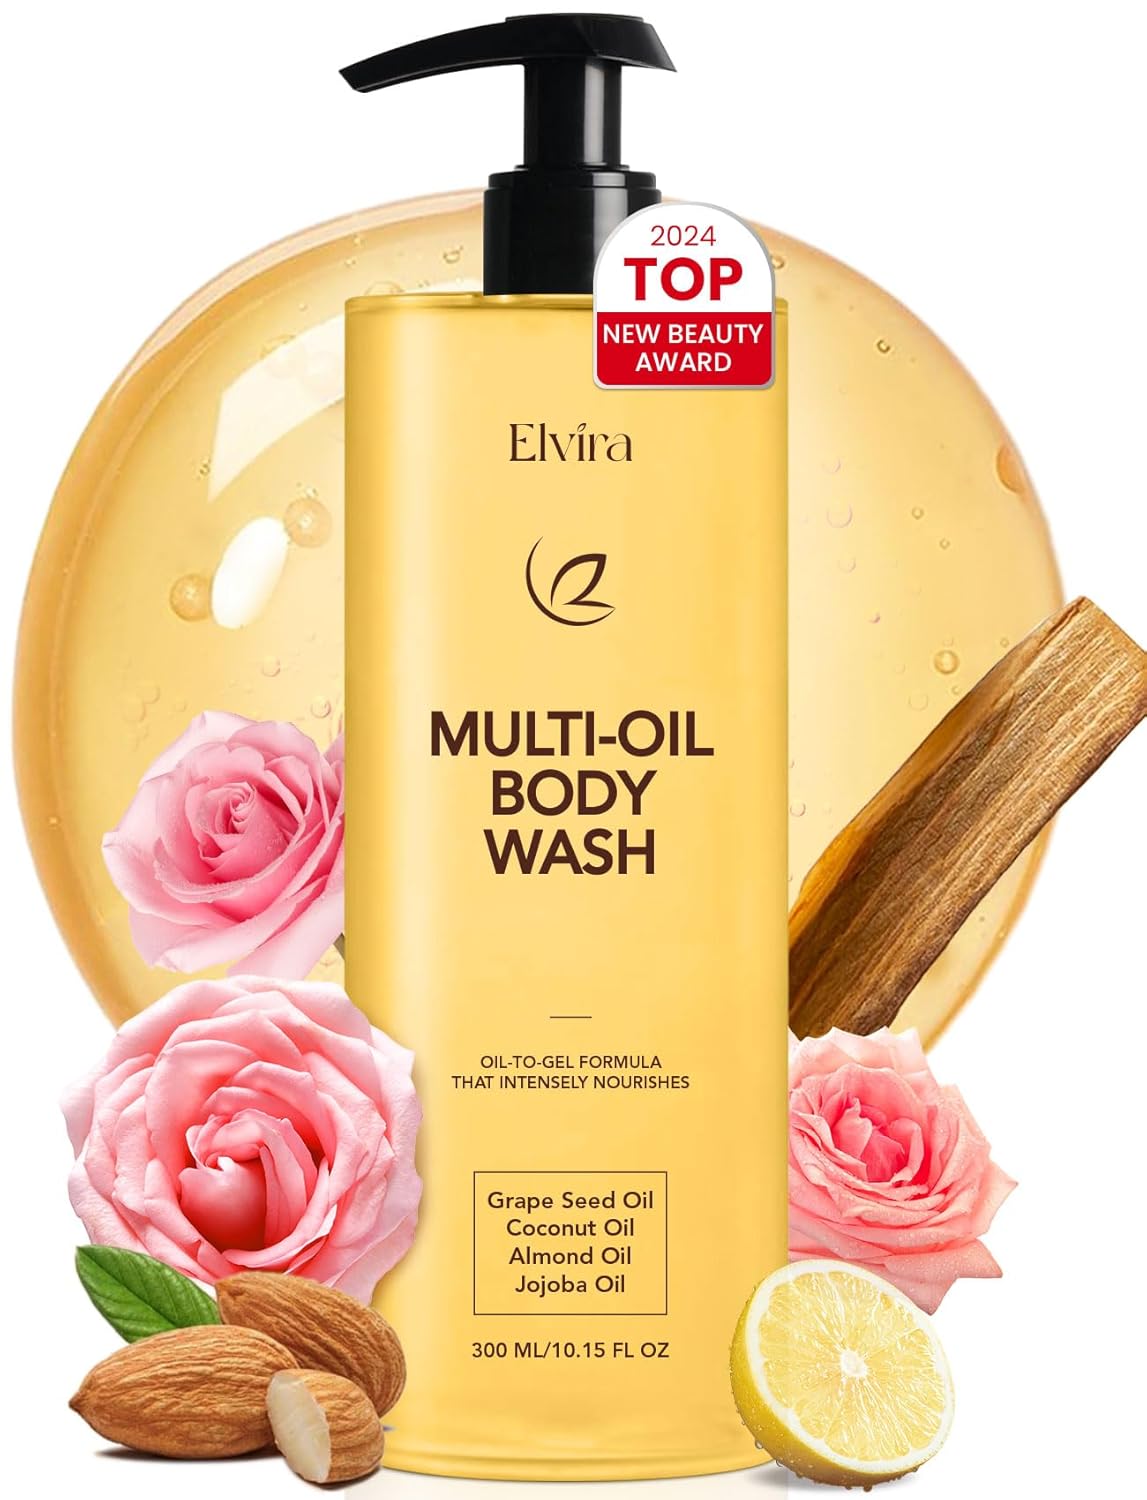 2024
TOP
NEW BEAUTY
AWARD
Elvira
MULTI-OIL
BODY
WASH
OIL-TO-GEL FORMULA
THAT INTENSELY NOURISHES
Grape Seed Oil
Coconut Oil
Almond Oil
Jojoba Oil
300 ML/10.15 FL OZ